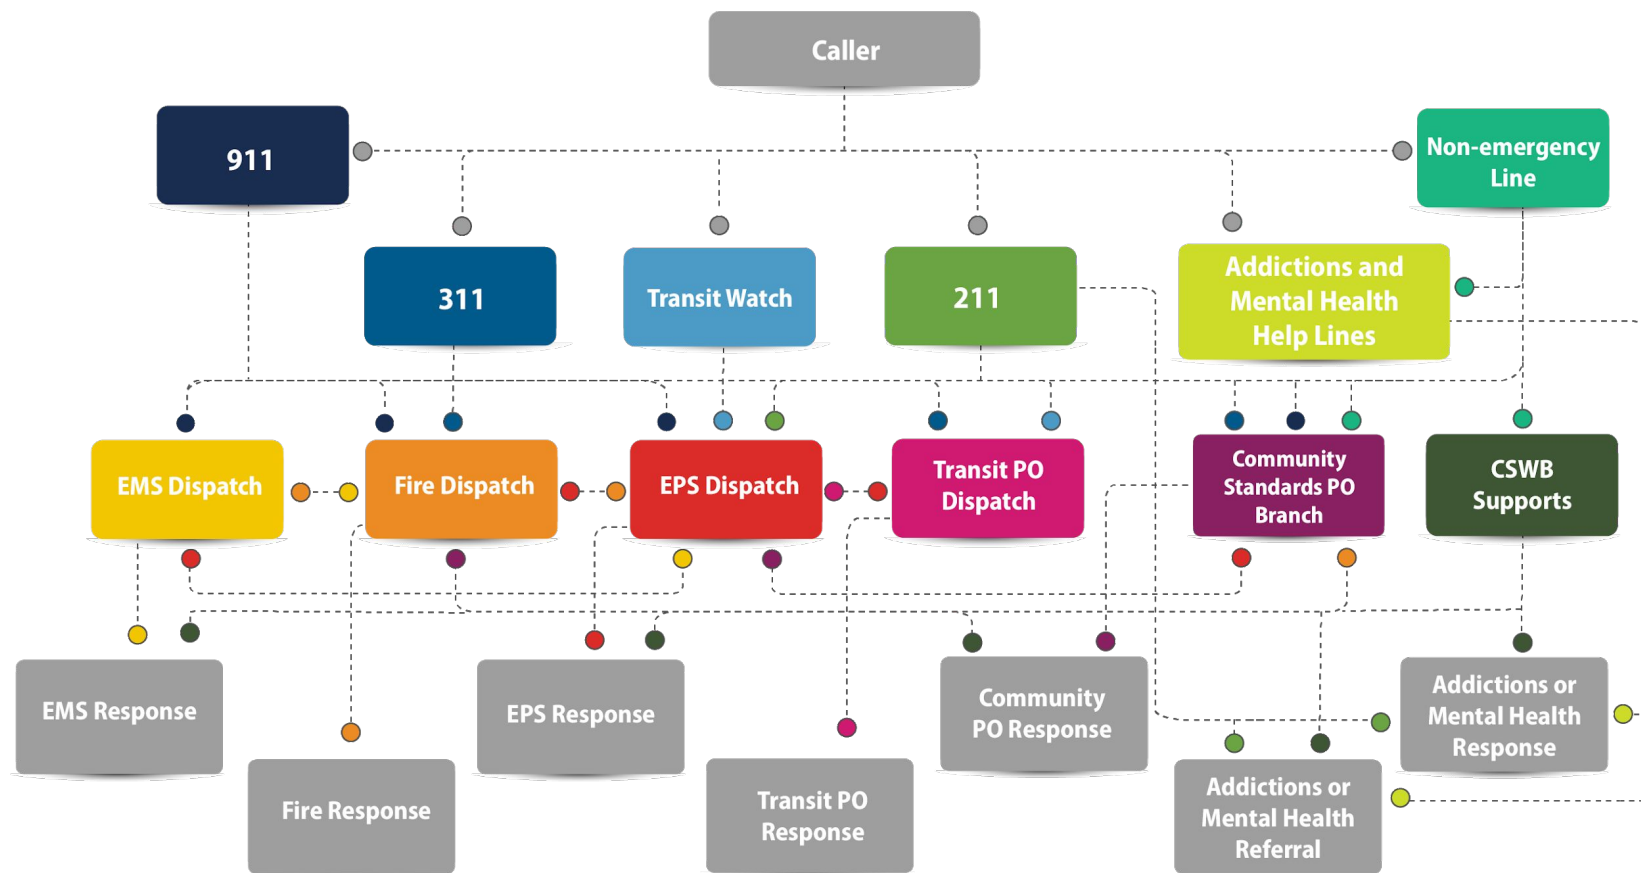 Caller
911
Non-emergency
Line
311
Transit Watch
211
Addictions and
Mental Health
Help Lines
EMS Dispatch
Fire Dispatch
EPS Dispatch
Transit PO
Dispatch
Community
Standards PO
Branch
CSWB
Supports
EMS Response
Fire Response
EPS Response
Transit PO
Response
Community
PO Response
Addictions or
Mental Health
Referral
Addictions or
Mental Health
Response